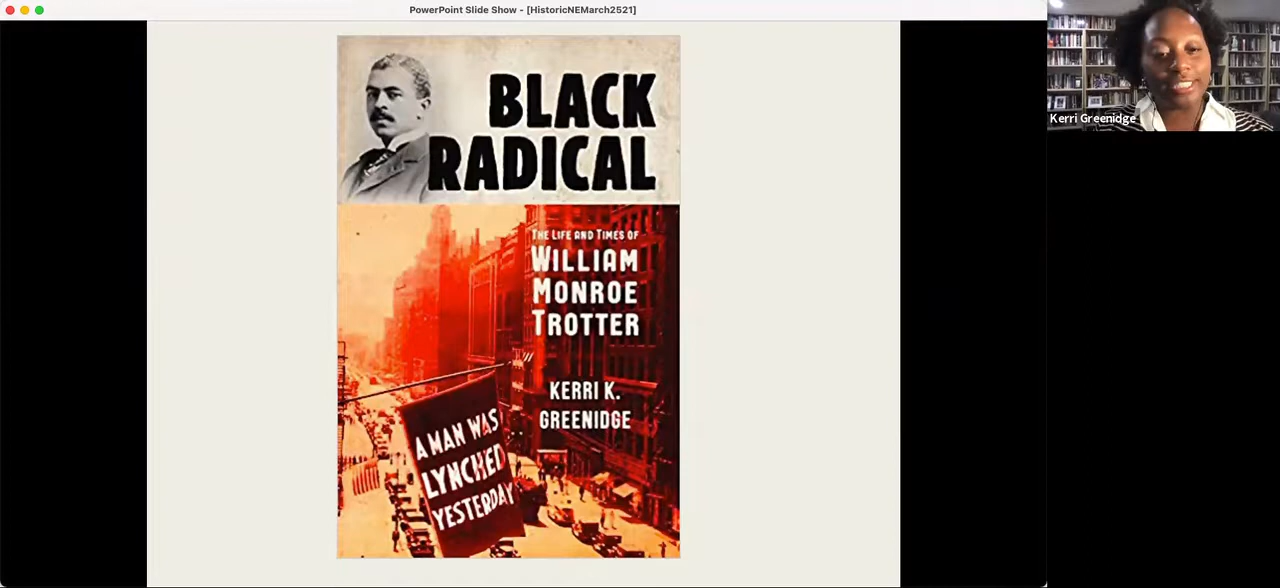 PowerPoint Slide Show - [HistoricNEMarch2521]
Kerri Greenidge
BLACK
RADICAL
THE LIFE AND TIMES OF
WILLIAM
MONROE
TROTTER
KERRI K.
GREENIDGE
A MAN WAS
LYNCHED
YESTERDAY